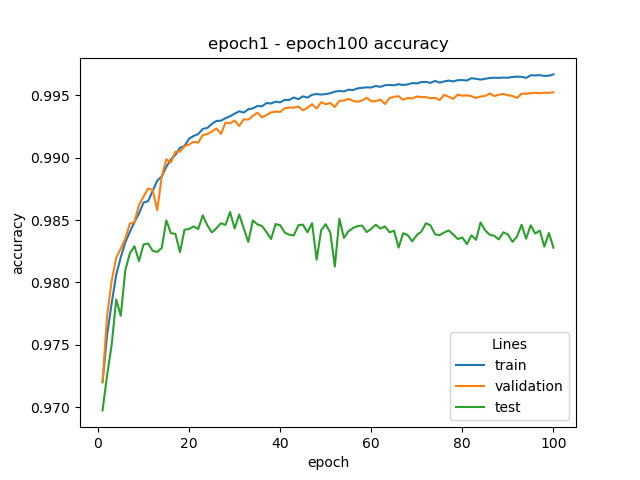 epoch1 - epoch100 accuracy
accuracy
0.995
0.990
0.985
0.980
0.975
0.970
Lines
train
validation
test
0 20 40 60 80 100
epoch